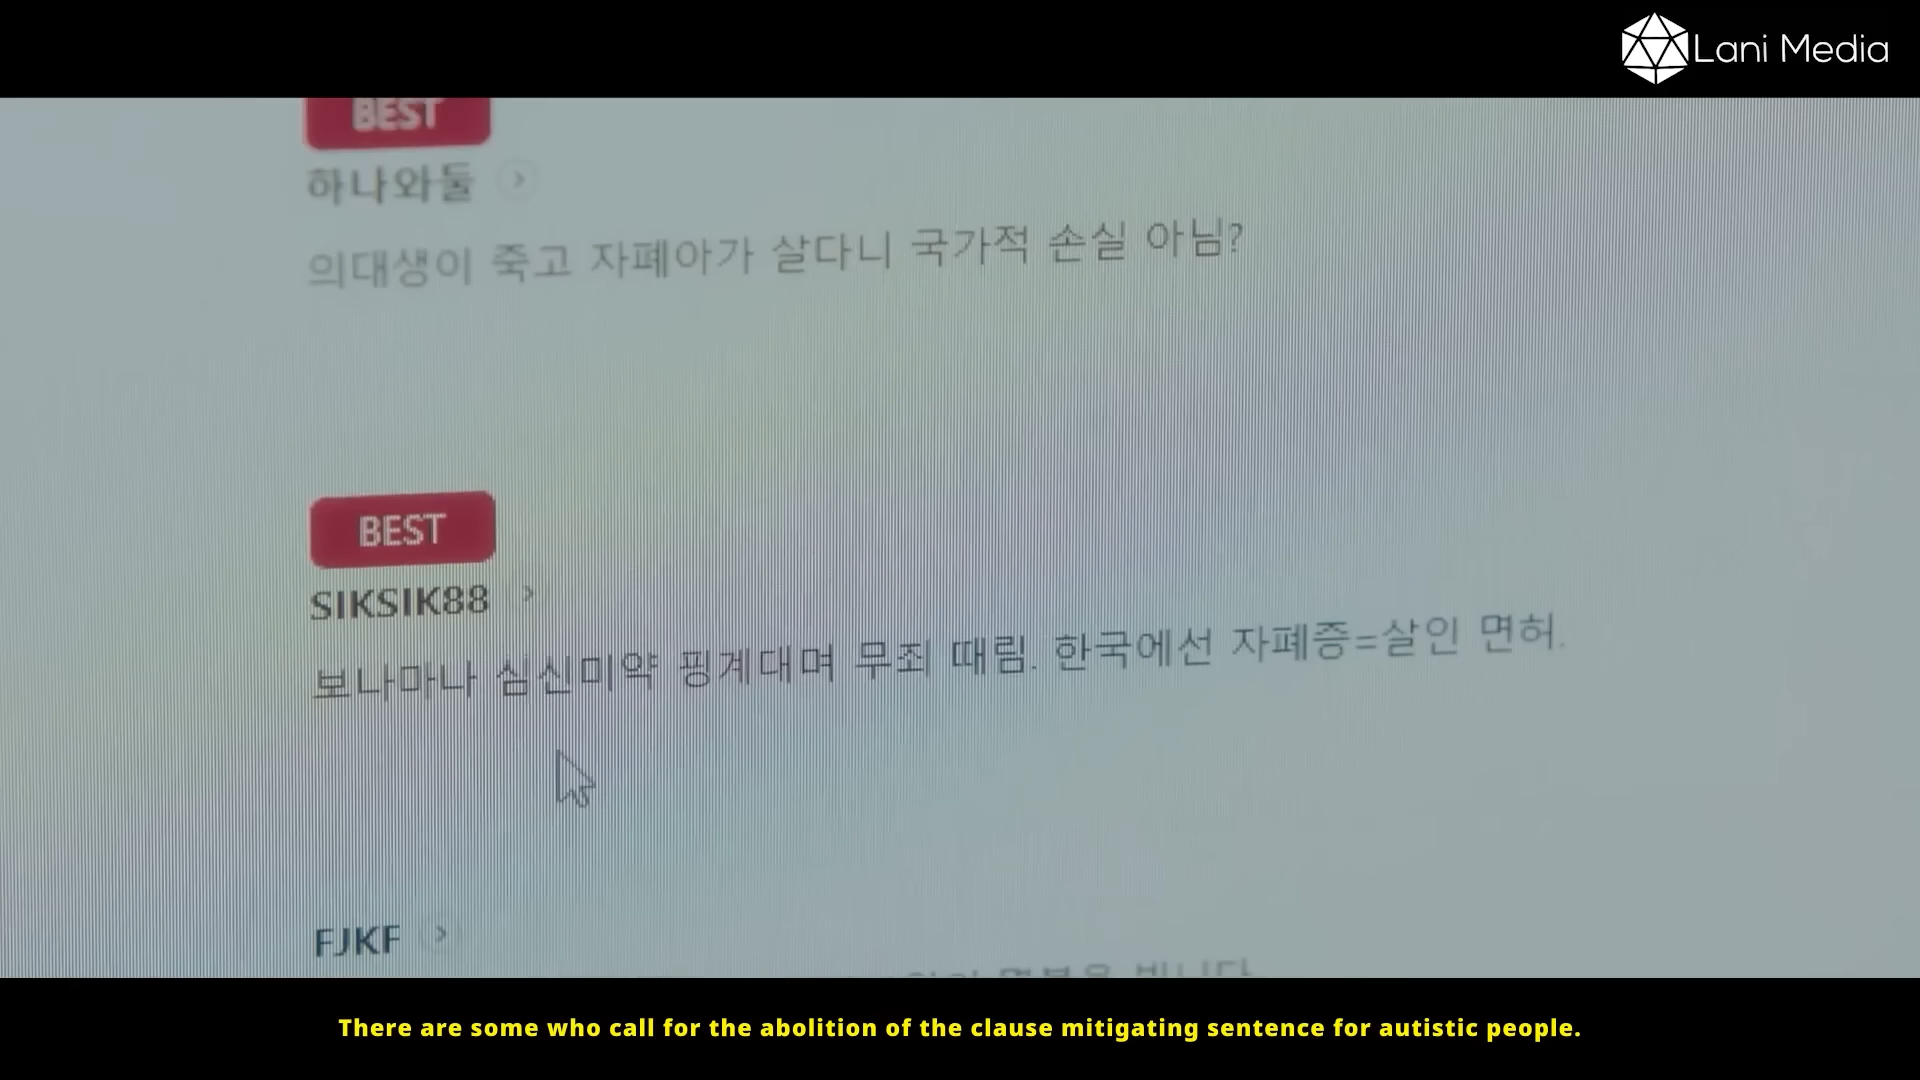 Lani Media
BEST
하나와둘
의대생이 죽고 자폐아가 살다니 국가적 손실 아님?
BEST
SIKSIK88
보나마나 심신미약 핑계대며 무죄 때림. 한국에선 자폐증=살인 면허.
FJKF
빕니다
There are some who call for the abolition of the clause mitigating sentence for autistic people.